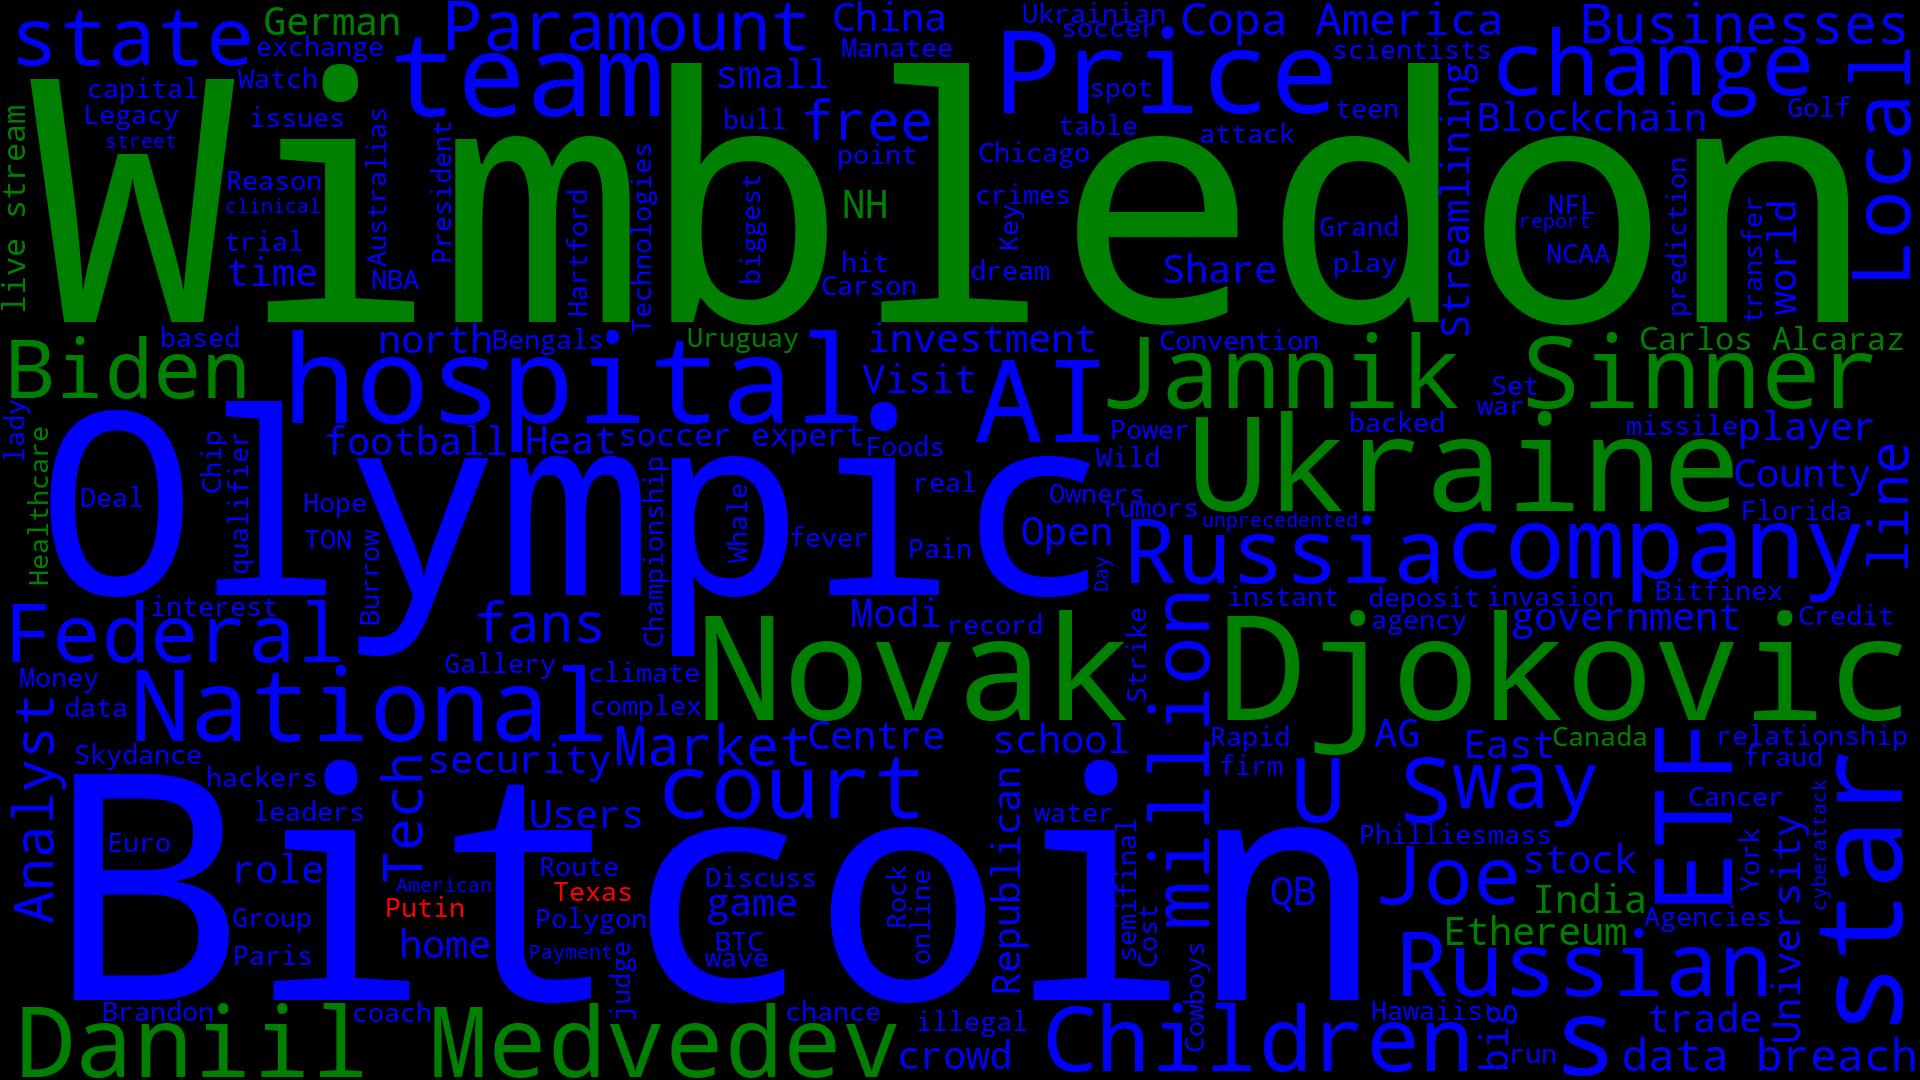 state
German
exchange
Paramount
China
Manatee
Ukrainian
soccer
Copa America
scientists
Businesses
change
Local
team
Price
small
capital
Watch
Legacy
issues
street
live stream
Wimbledon
bull
free
point
spot
table
attack
teen
Blockchain
Golf
Streamlining
Reason
clinical
trial
time
Australias
NBA
President
Hartford
Technologies
biggest
NH
hit
Carson
Chicago
crimes
Key
dream
Share
Grand
play
NFL
report
NCAA
prediction
transfer
world
Biden
based
north
Bengals
Uruguay
investment
Convention
Jannik Sinner
Carlos Alcaraz
hospital
Visit
AI
Set
war
lady
Healthcare
Olympic
football
Heat
soccer expert
Foods
Power
Wild
backed
missile
player
Ukraine
County
line
Deal
Chip
qualifier
Hope
TON
Burrow
Championship
Whale
fever
real
Pain
Owners
rumors
Open
Day
unprecedented
Florida
Russia
company
interest
Federal
fans
Modi
record
instant
deposit
invasion
Bitfinex
agency
government
Credit
Money
data
National
Gallery
climate
complex
Novak Djokovic
Strike
million
Analyst
Skydance
hackers
leaders
Tech
security
Market
Centre
school
Rapid
firm
AG
East
Canada
relationship
fraud
court
U S
way
ETF
Cancer
Bitcoin
Euro
role
Group
Paris
American
Putin
home
Users
Route
Texas
Polygon
Payment
judge
Discuss
game
BTC
wave
Rock
online
Republican
water
semifinal
Cost
Cowboys
QB
Phillies
mass
Joe
stock
India
Ethereum
Agencies
York
University
cyberattack
star
Russian
Daniil Medvedev
Brandon
coach
chance
illegal
crowd
Children
Hawaii
isto
big
run
s
trade
data breach